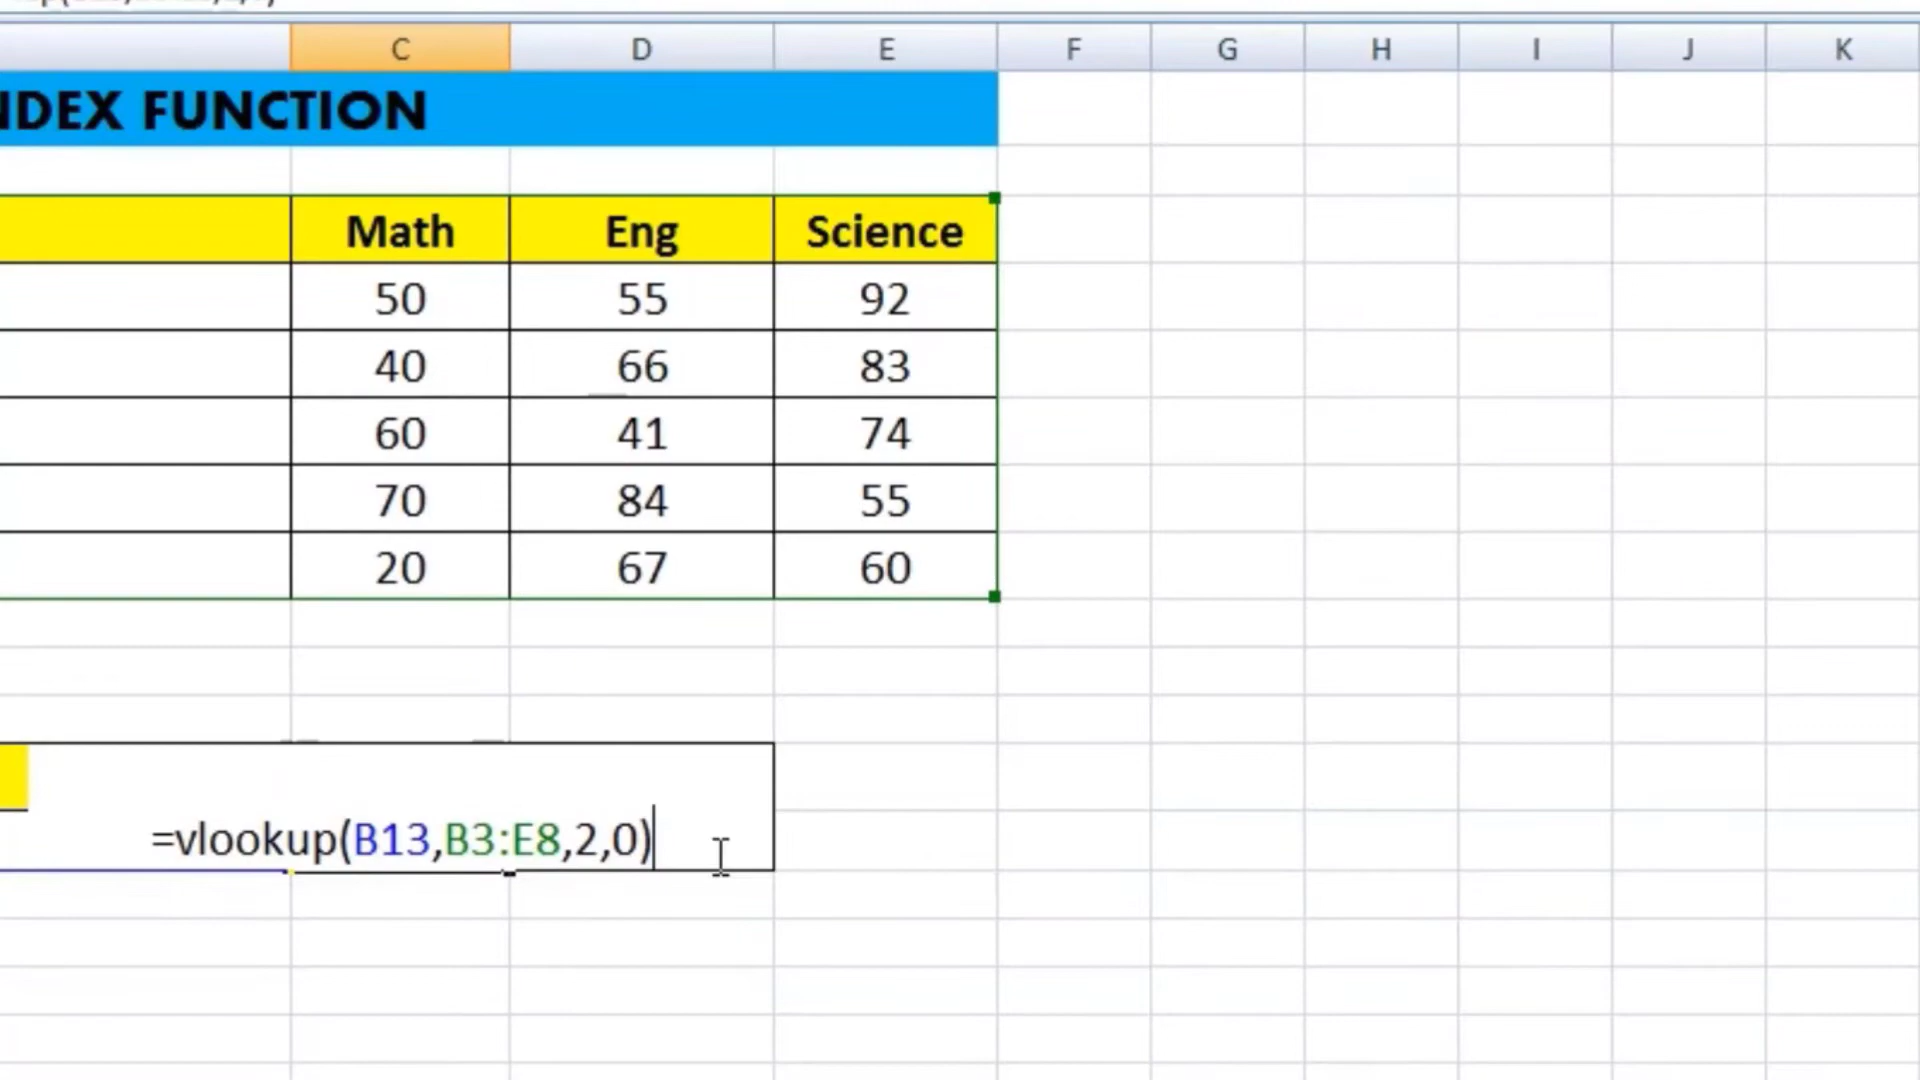 C D E F G H I J K
NDEX FUNCTION
Math Eng Science
50 55 92
40 66 83
60 41 74
70 84 55
20 67 60
=vlookup(B13,B3:E8,2,0)